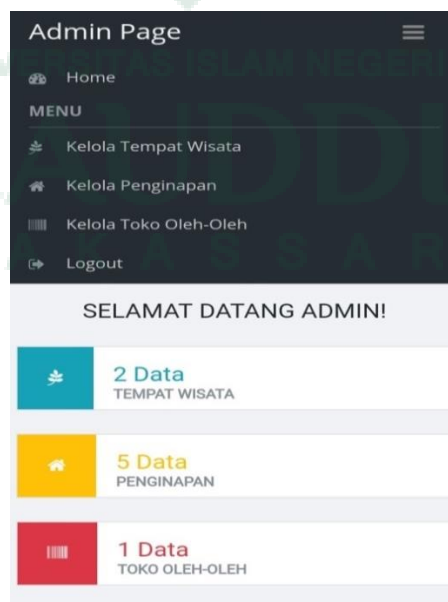 Admin Page
Home
MENU
Kelola Tempat Wisata
Kelola Penginapan
Kelola Toko Oleh-Oleh
Logout
SELAMAT DATANG ADMIN!
2 Data
TEMPAT WISATA
5 Data
PENGINAPAN
1 Data
TOKO OLEH-OLEH